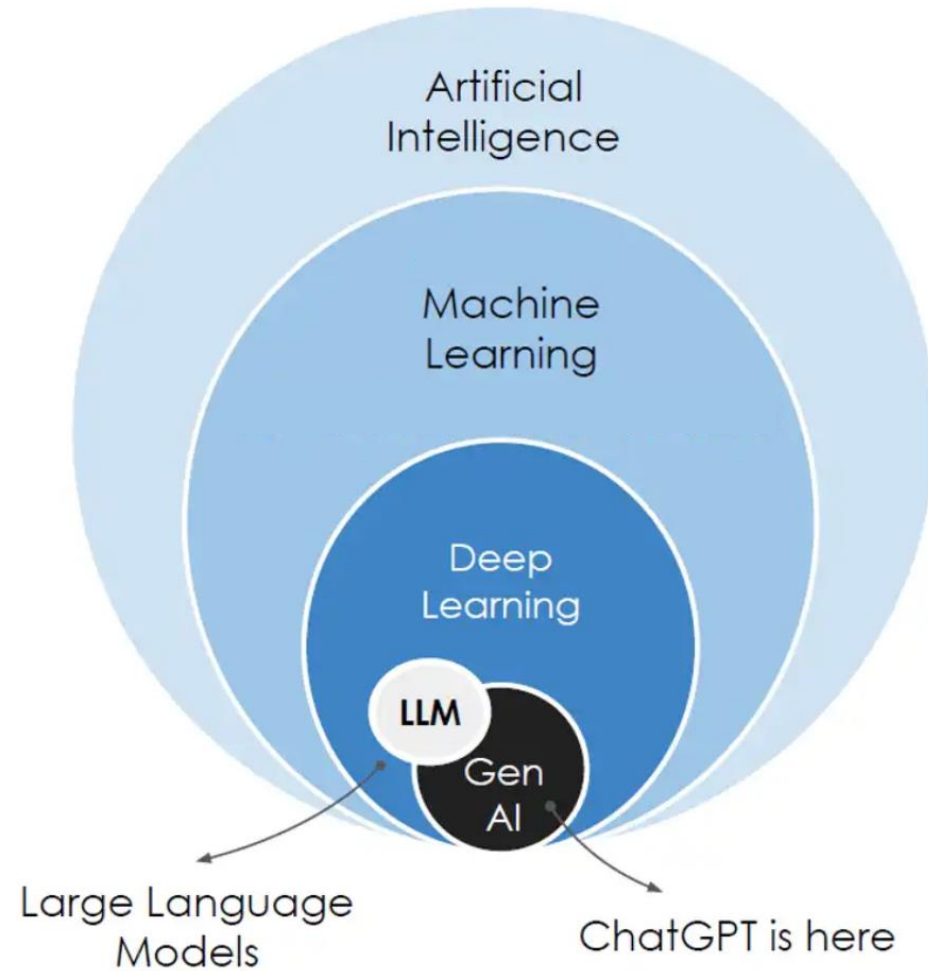 Artificial
Intelligence
Machine
Learning
Deep
Learning
LLM
Gen
AI
Large Language
Models
ChatGPT is here